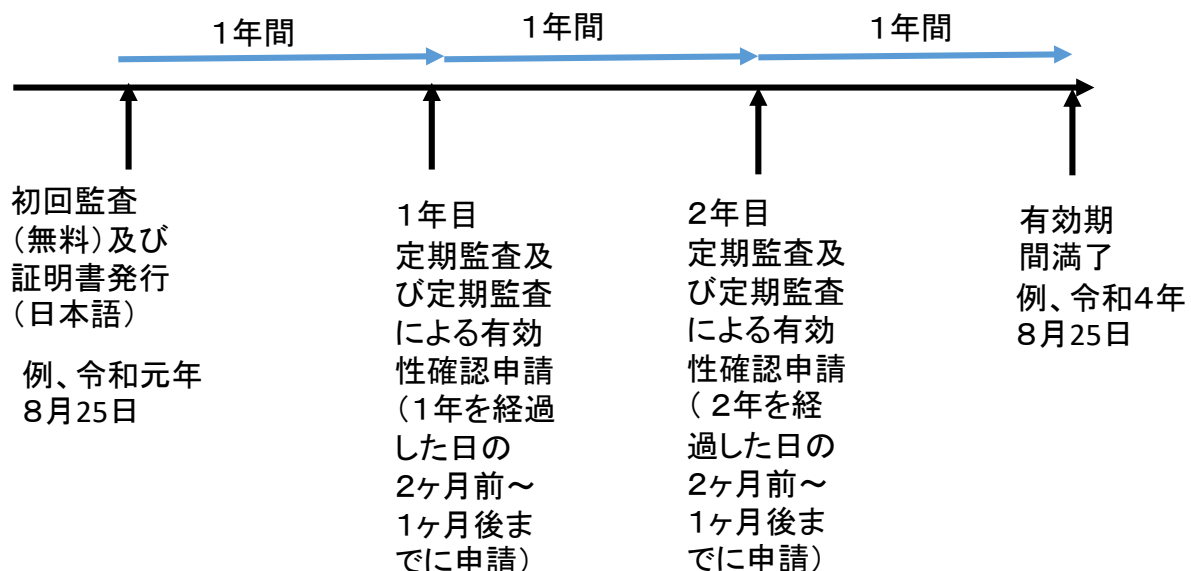 1年間
1年間
1年間
初回監査
（無料）及び
証明書発行
（日本語）
例、令和元年
８月25日
１年目
定期監査及
び定期監査
による有効
性確認申請
（１年を経過
した日の
２ヶ月前～
１ヶ月後ま
でに申請）
２年目
定期監査及
び定期監査
による有効
性確認申請
（ ２年を経
過した日の
２ヶ月前～
１ヶ月後ま
でに申請）
有効期
間満了
例、令和４年
８月25日